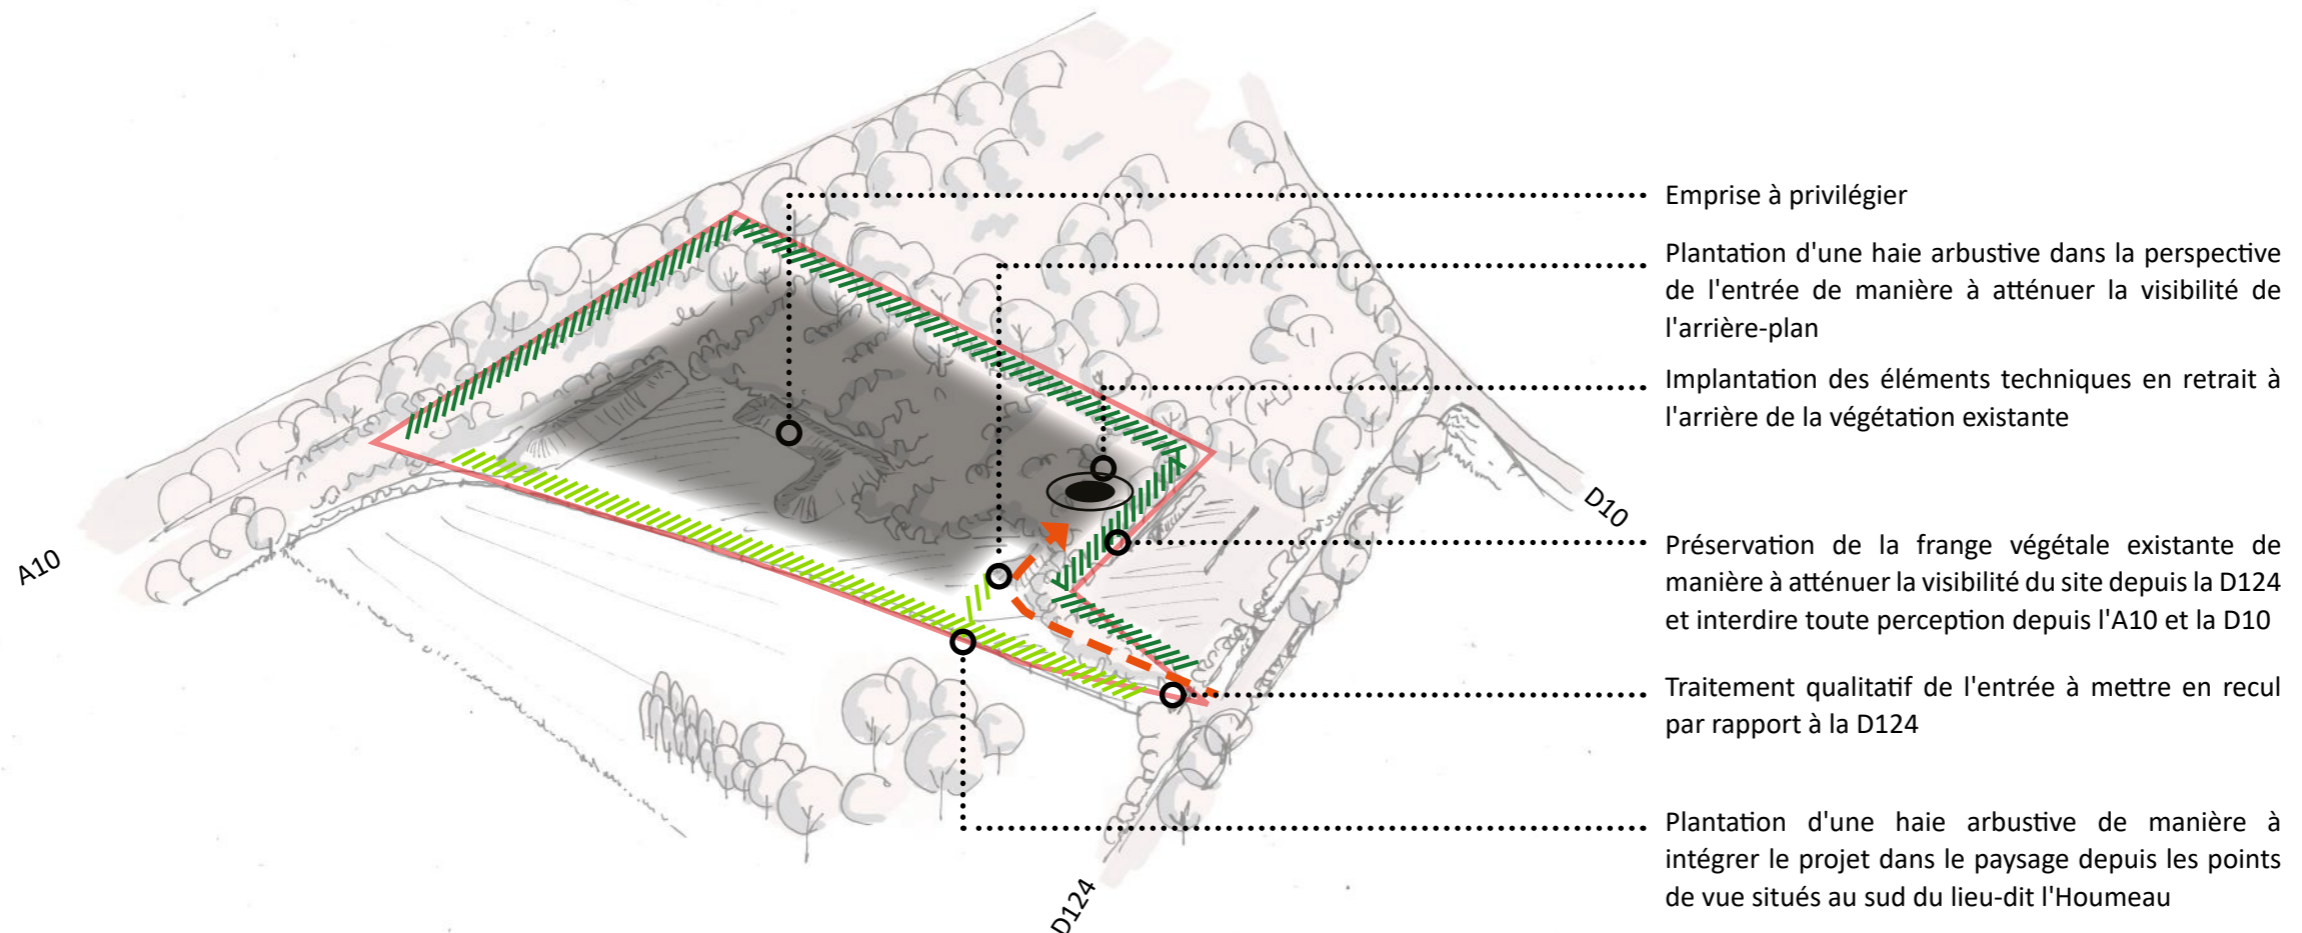 Emprise à privilégier
Plantation d'une haie arbustive dans la perspective
de l'entrée de manière à atténuer la visibilité de
l'arrière-plan
Implantation des éléments techniques en retrait à
l'arrière de la végétation existante
Préservation de la frange végétale existante de
manière à atténuer la visibilité du site depuis la D124
et interdire toute perception depuis l'A10 et la D10
Traitement qualitatif de l'entrée à mettre en recul
par rapport à la D124
Plantation d'une haie arbustive de manière à
intégrer le projet dans le paysage depuis les points
de vue situés au sud du lieu-dit l'Houmeau
A10
D10
D124